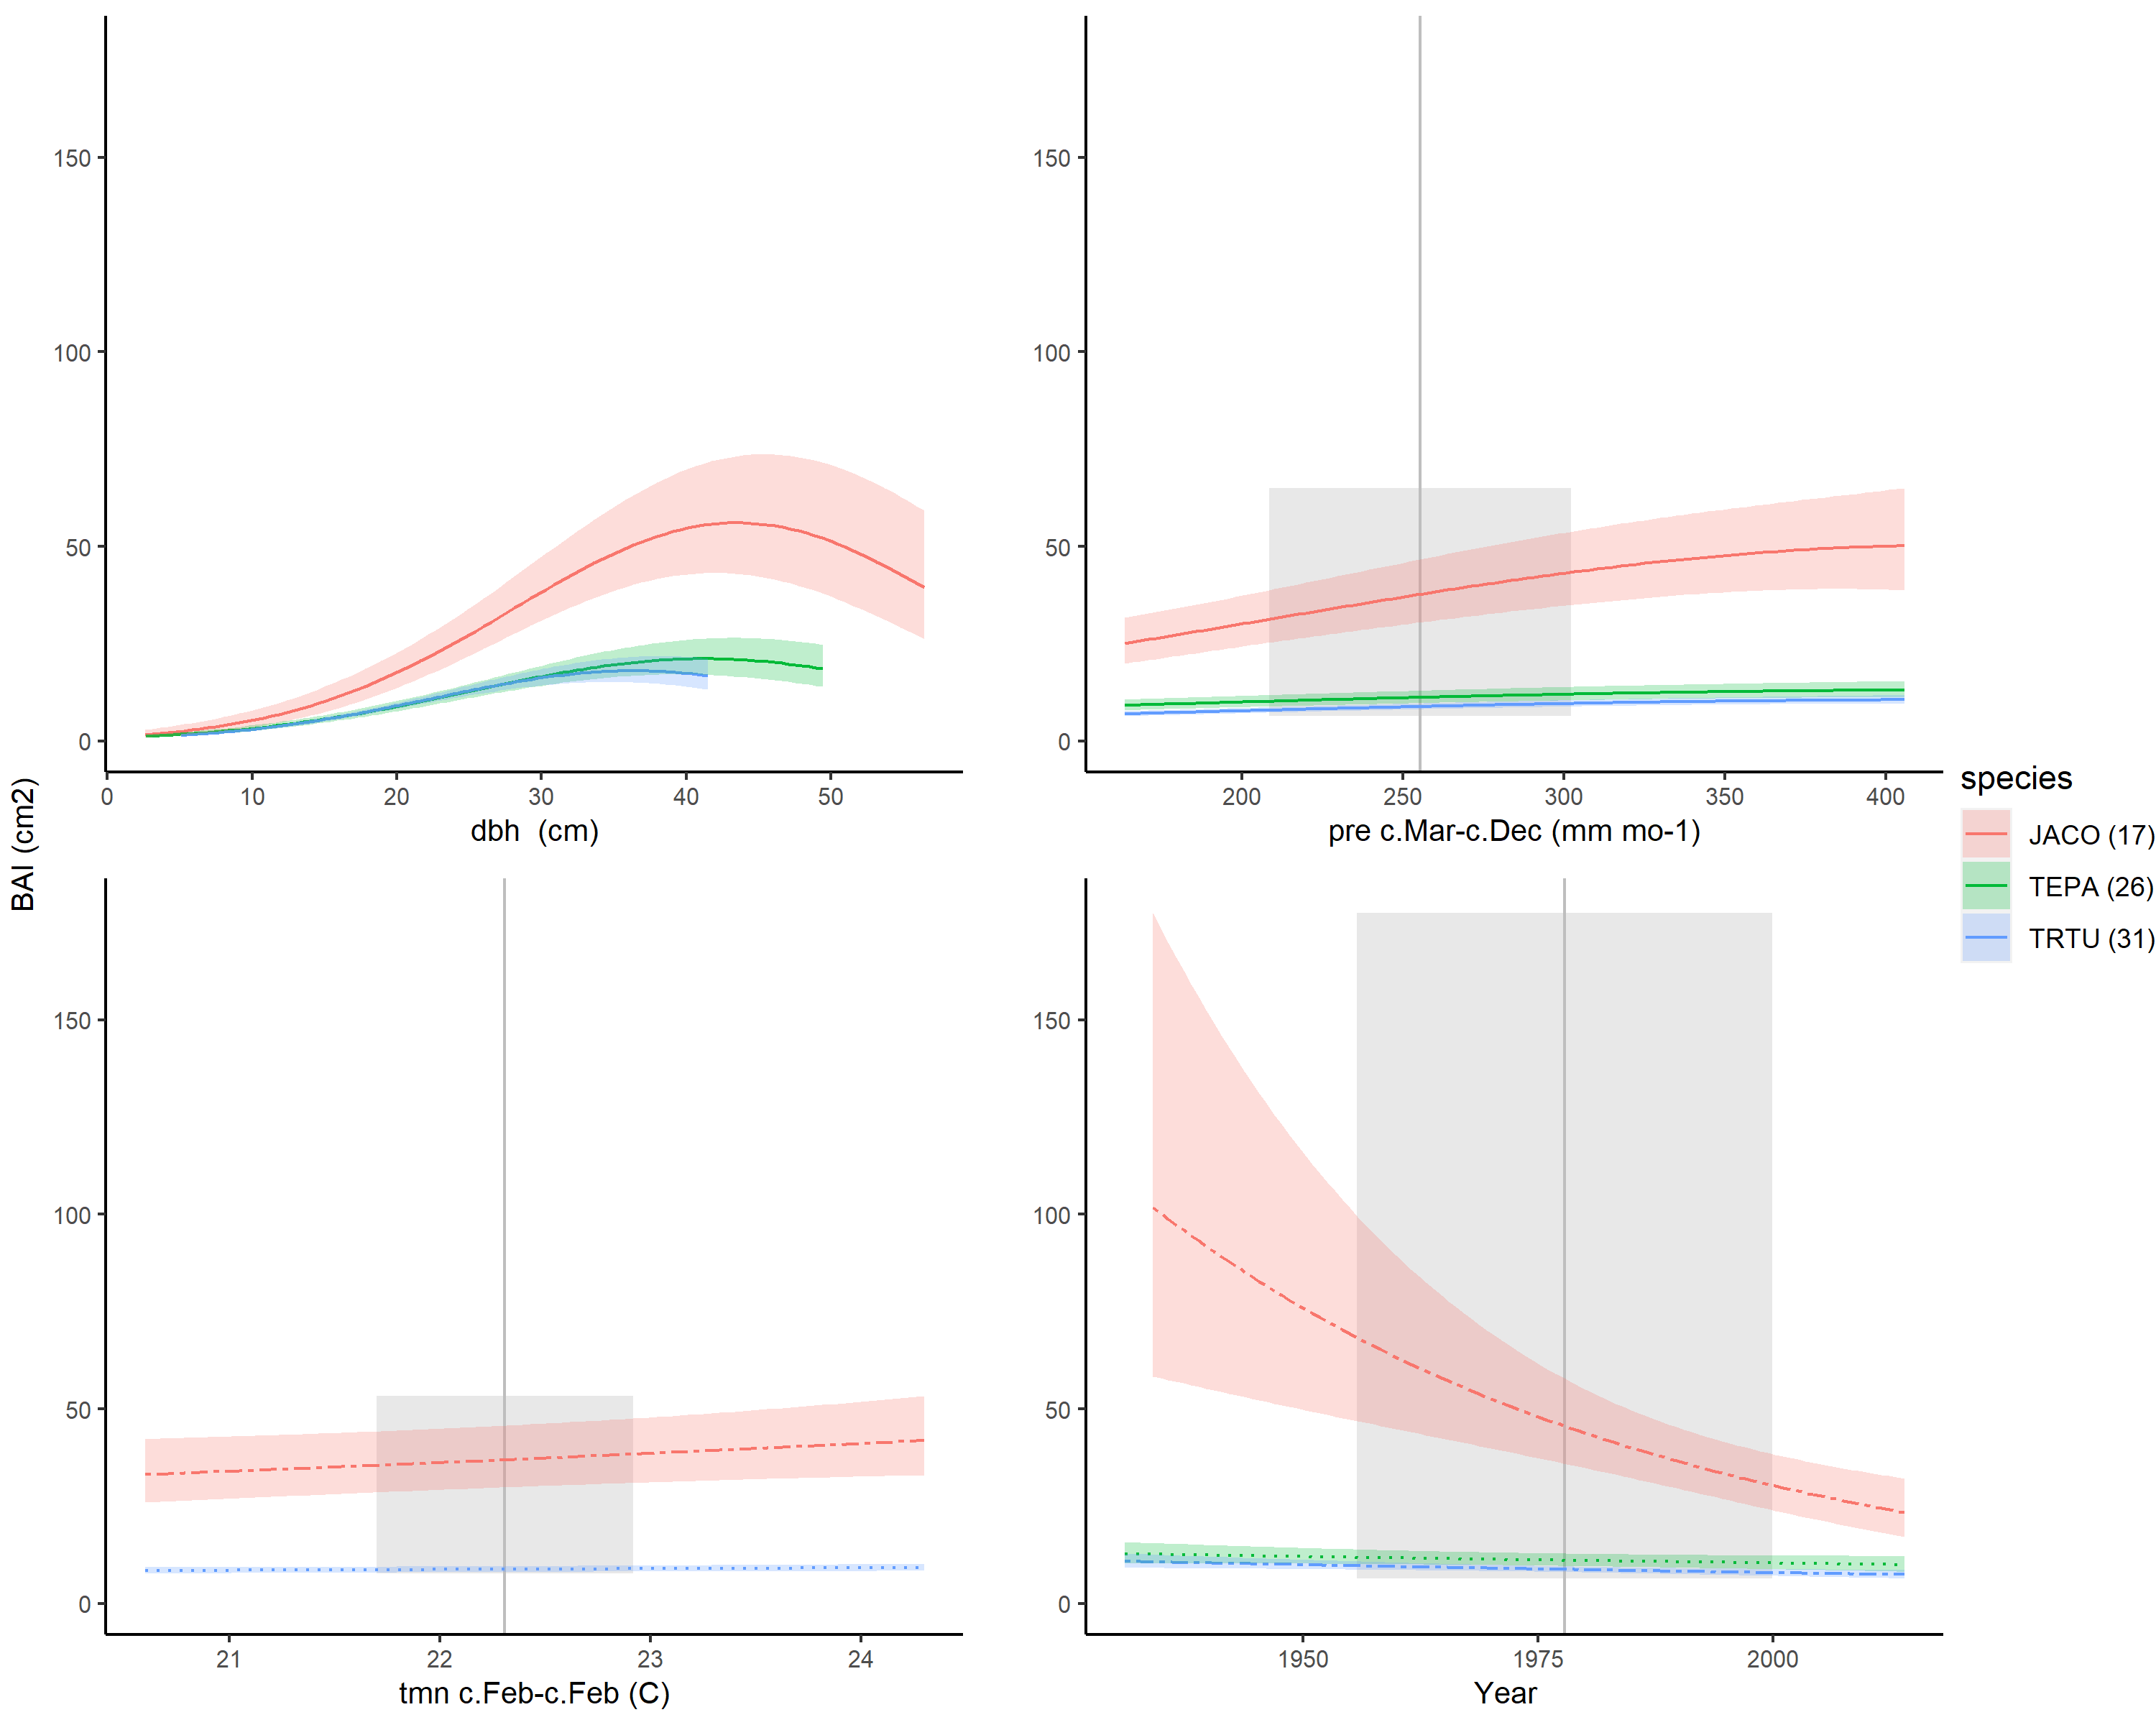 150
100
50
0
0 10 20 30 40 50
dbh  (cm)
150
100
50
0
200 250 300 350 400
pre c.Mar-c.Dec (mm mo-1)
BAI (cm2)
species
JACO (17)
TEPA (26)
TRTU (31)
150
100
50
0
21 22 23 24
tmn c.Feb-c.Feb (C)
150
100
50
0
1950 1975 2000
Year